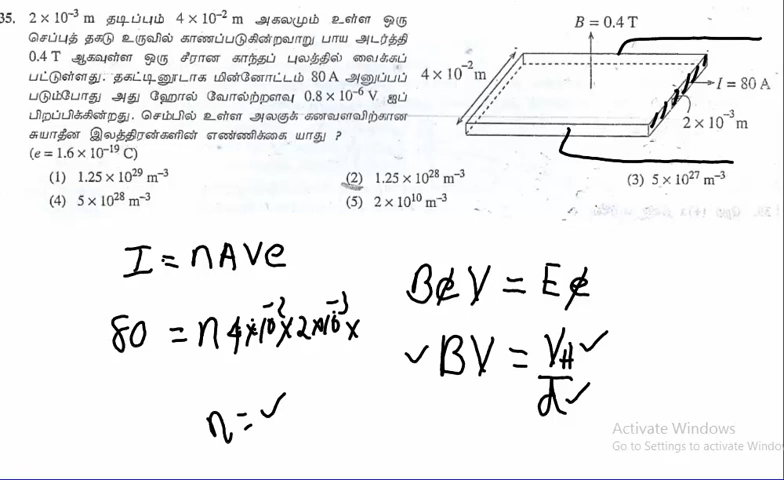 35. 2 × 10⁻³ m தடிப்பும் 4 × 10⁻² m அகலமும் உள்ள ஒரு
செப்புத் தகடு உருவில் காணப்படுகின்றவாறு பாய அடர்த்தி
0.4 T ஆகவுள்ள ஒரு சீரான காந்தப் புலத்தில் வைக்கப்
பட்டுள்ளது. தகட்டினூடாக மின்னோட்டம் 80 A அனுப்பப்
படும்போது அது ஹோல் வோல்ற்றளவு 0.8 × 10⁻⁶ V ஐப்
பிறப்பிக்கின்றது. செம்பில் உள்ள அலகுக் கனவளவிற்கான
சுயாதீன இலத்திரன்களின் எண்ணிக்கை யாது ?
(e = 1.6 × 10⁻¹⁹ C)
B = 0.4 T
4 × 10⁻² m
I = 80 A
2 × 10⁻³ m
(1) 1.25 × 10²⁹ m⁻³ (2) 1.25 × 10²⁸ m⁻³ (3) 5 × 10²⁷ m⁻³
(4) 5 × 10²⁸ m⁻³ (5) 2 × 10¹⁰ m⁻³
I = nAVe
80 = n 4×10⁻² × 2×10⁻³ ×
n = ✓
BeV = Ee
✓ BV = V_H ✓
d ✓
Activate Windows
Go to Settings to activate Windo